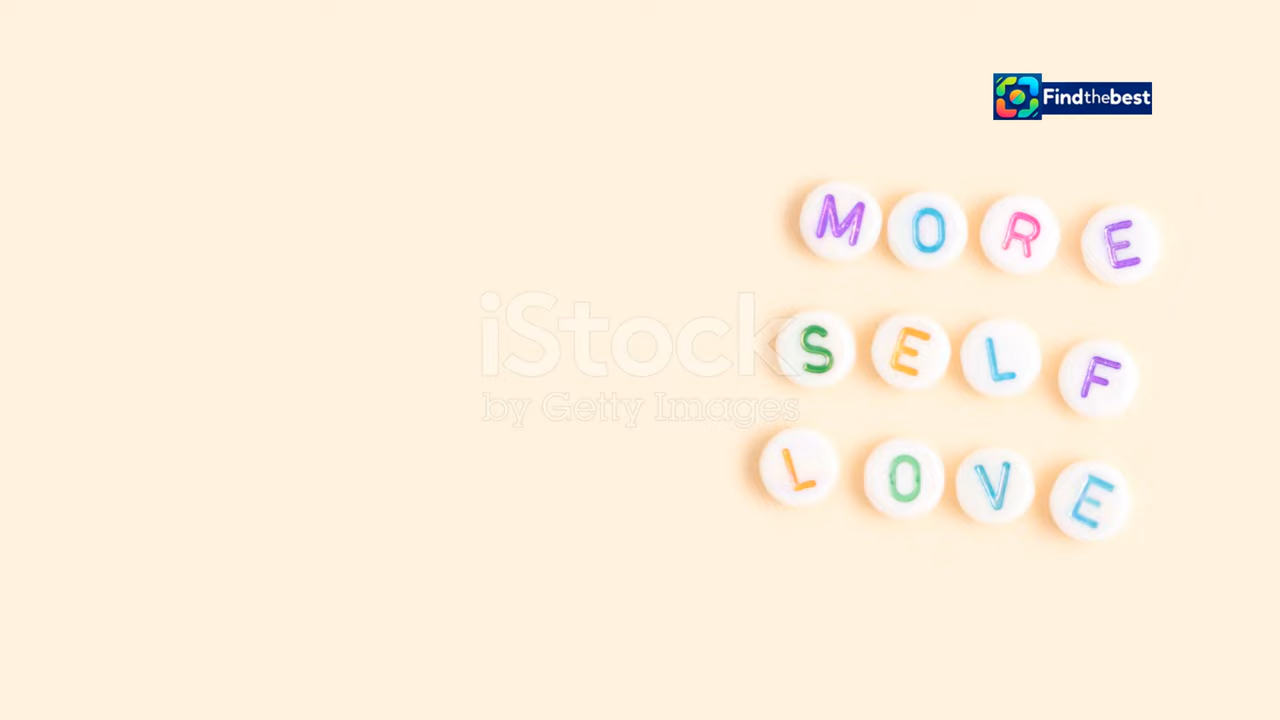 Findthebest
MORE
SELF
LOVE
iStock
by Getty Images